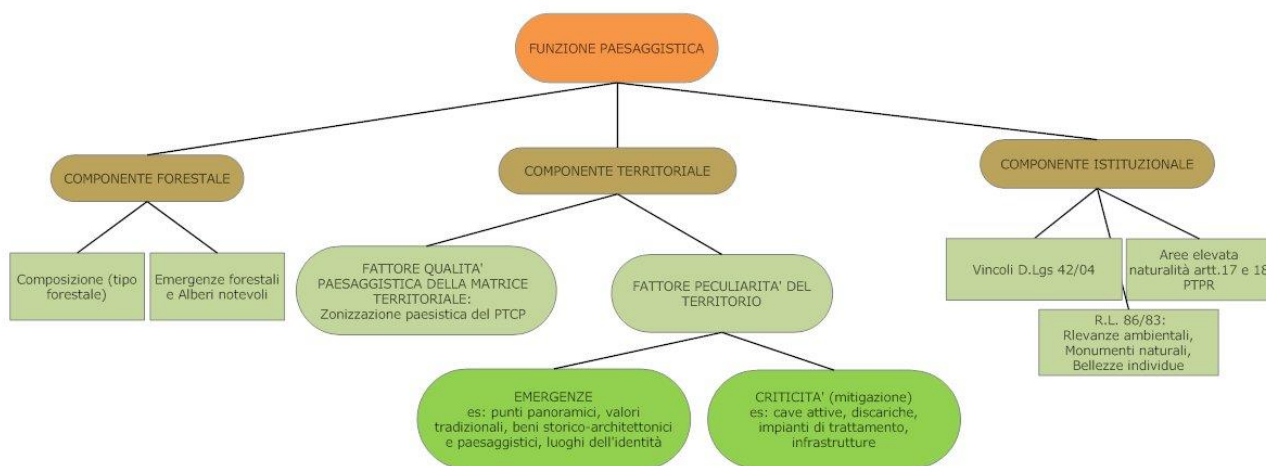 FUNZIONE PAESAGGISTICA
COMPONENTE FORESTALE
COMPONENTE TERRITORIALE
COMPONENTE ISTITUZIONALE
Composizione (tipo
forestale)
Emergenze forestali
e Alberi notevoli
FATTORE QUALITA'
PAESAGGISTICA DELLA MATRICE
TERRITORIALE:
Zonizzazione paesistica del PTCP
FATTORE PECULIARITA' DEL
TERRITORIO
Vincoli D.Lgs 42/04
Aree elevata
naturalità artt.17 e 18
PTPR
R.L. 86/83:
RIevanze ambientali,
Monumenti naturali,
Bellezze individue
EMERGENZE
es: punti panoramici, valori
tradizionali, beni storico-architettonici
e paesaggistici, luoghi dell'identità
CRITICITA' (mitigazione)
es: cave attive, discariche,
impianti di trattamento,
infrastrutture